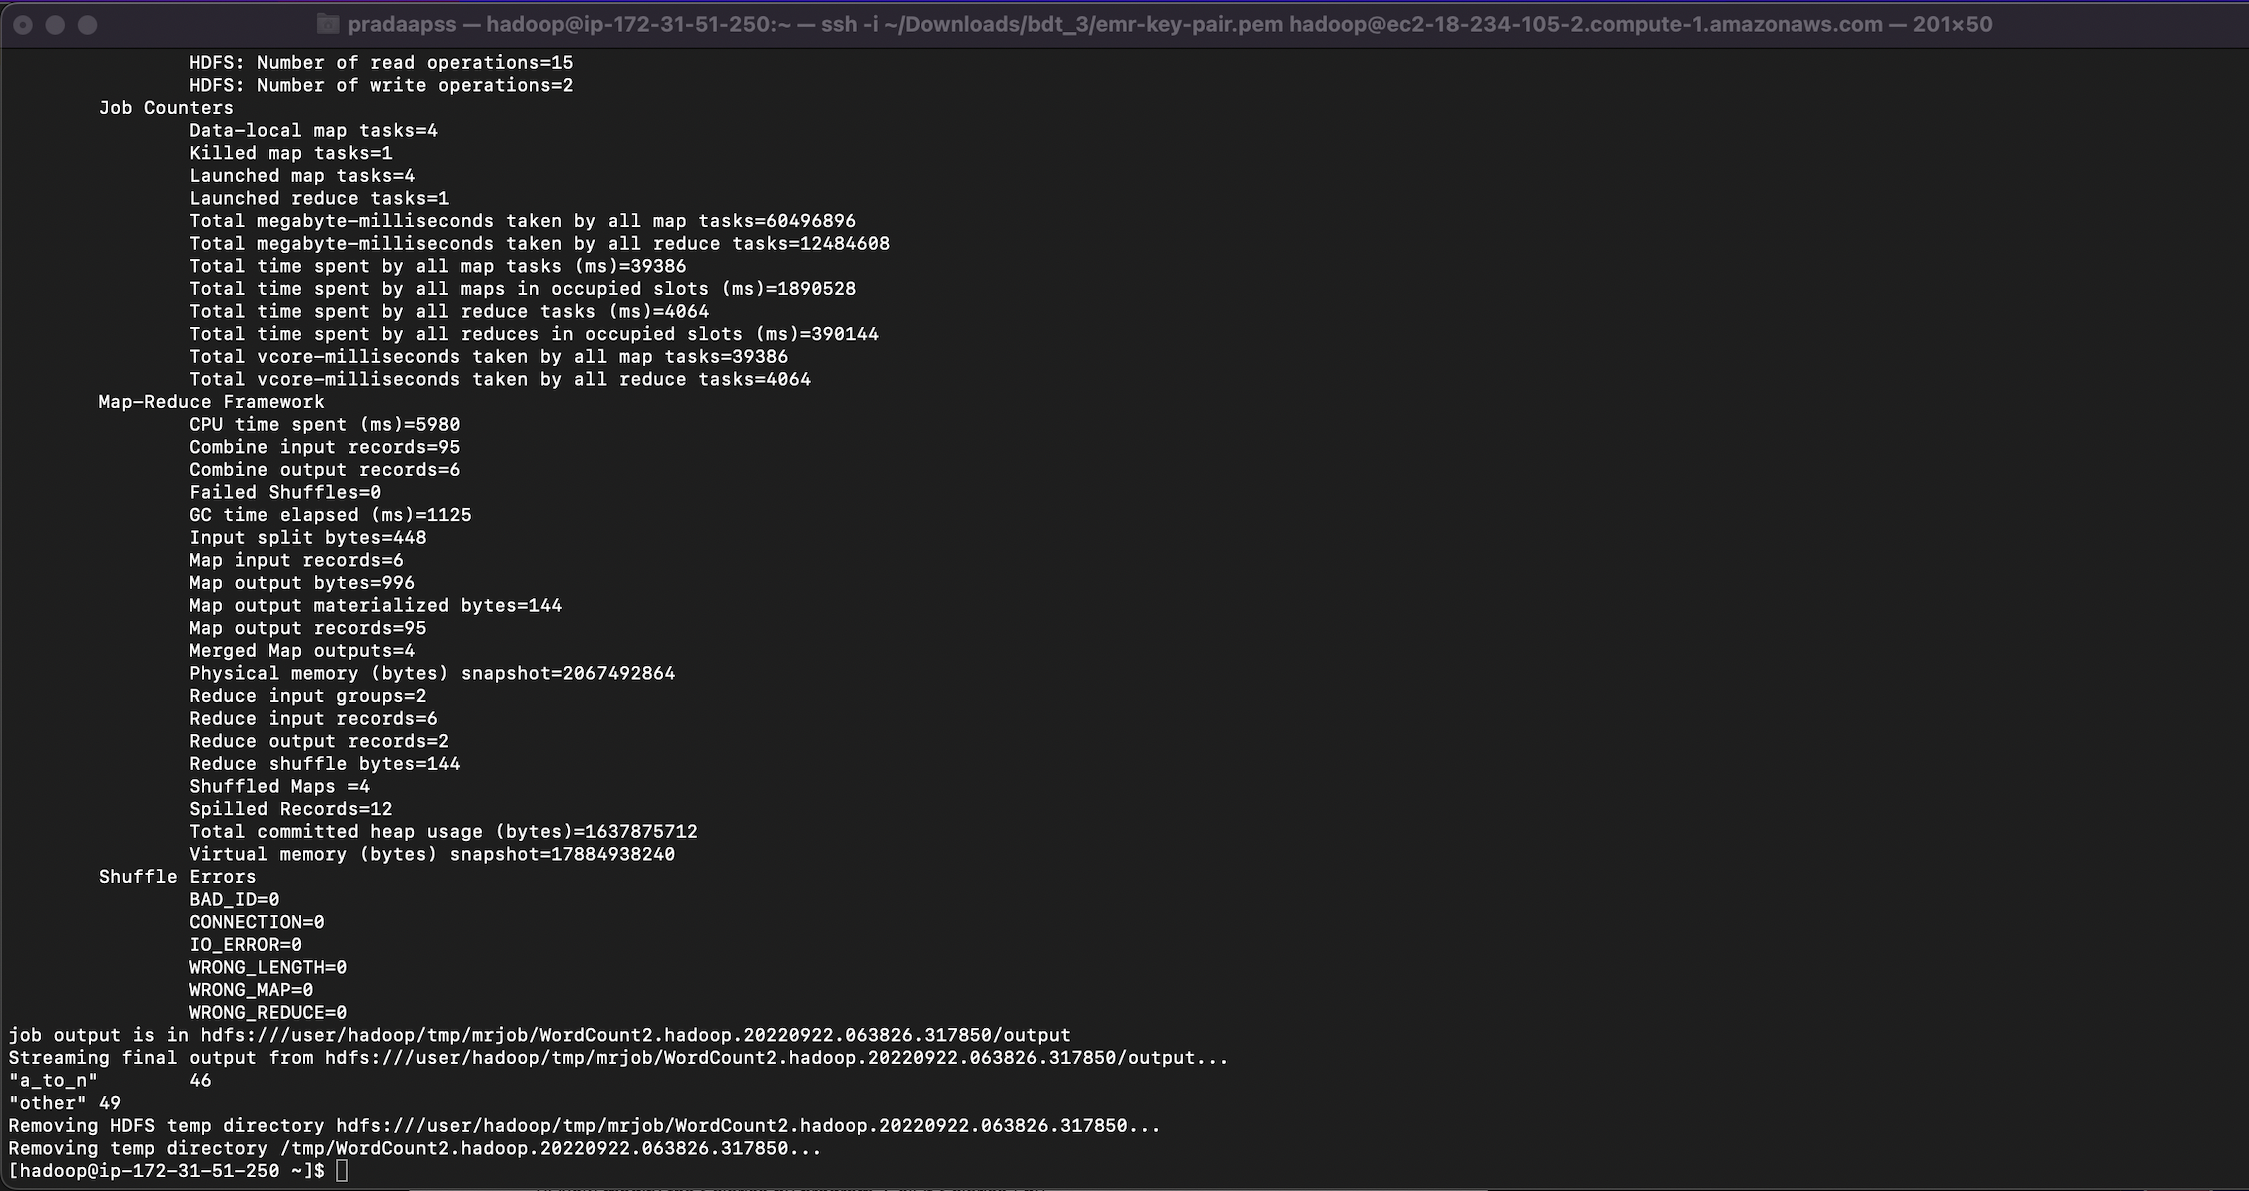 pradaapss — hadoop@ip-172-31-51-250:~ — ssh -i ~/Downloads/bdt_3/emr-key-pair.pem hadoop@ec2-18-234-105-2.compute-1.amazonaws.com — 201×50
HDFS: Number of read operations=15
HDFS: Number of write operations=2
Job Counters
Data-local map tasks=4
Killed map tasks=1
Launched map tasks=4
Launched reduce tasks=1
Total megabyte-milliseconds taken by all map tasks=60496896
Total megabyte-milliseconds taken by all reduce tasks=12484608
Total time spent by all map tasks (ms)=39386
Total time spent by all maps in occupied slots (ms)=1890528
Total time spent by all reduce tasks (ms)=4064
Total time spent by all reduces in occupied slots (ms)=390144
Total vcore-milliseconds taken by all map tasks=39386
Total vcore-milliseconds taken by all reduce tasks=4064
Map-Reduce Framework
CPU time spent (ms)=5980
Combine input records=95
Combine output records=6
Failed Shuffles=0
GC time elapsed (ms)=1125
Input split bytes=448
Map input records=6
Map output bytes=996
Map output materialized bytes=144
Map output records=95
Merged Map outputs=4
Physical memory (bytes) snapshot=2067492864
Reduce input groups=2
Reduce input records=6
Reduce output records=2
Reduce shuffle bytes=144
Shuffled Maps =4
Spilled Records=12
Total committed heap usage (bytes)=1637875712
Virtual memory (bytes) snapshot=17884938240
Shuffle Errors
BAD_ID=0
CONNECTION=0
IO_ERROR=0
WRONG_LENGTH=0
WRONG_MAP=0
WRONG_REDUCE=0
job output is in hdfs:///user/hadoop/tmp/mrjob/WordCount2.hadoop.20220922.063826.317850/output
Streaming final output from hdfs:///user/hadoop/tmp/mrjob/WordCount2.hadoop.20220922.063826.317850/output...
"a_to_n" 46
"other" 49
Removing HDFS temp directory hdfs:///user/hadoop/tmp/mrjob/WordCount2.hadoop.20220922.063826.317850...
Removing temp directory /tmp/WordCount2.hadoop.20220922.063826.317850...
[hadoop@ip-172-31-51-250 ~]$